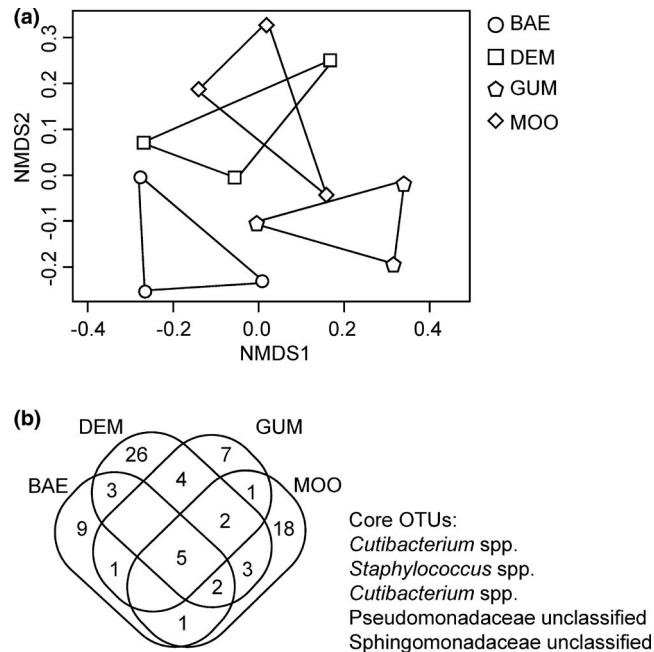 (a)
BAE
DEM
GUM
MOO
NMDS2
0.3
0.2
0.1
0.0
-0.1
-0.2
-0.4 -0.2 0.0 0.2 0.4
NMDS1
(b)
DEM GUM
BAE MOO
26 7
3 4 1
9 2 18
5
1 3
2
1
Core OTUs:
Cutibacterium spp.
Staphylococcus spp.
Cutibacterium spp.
Pseudomonadaceae unclassified
Sphingomonadaceae unclassified